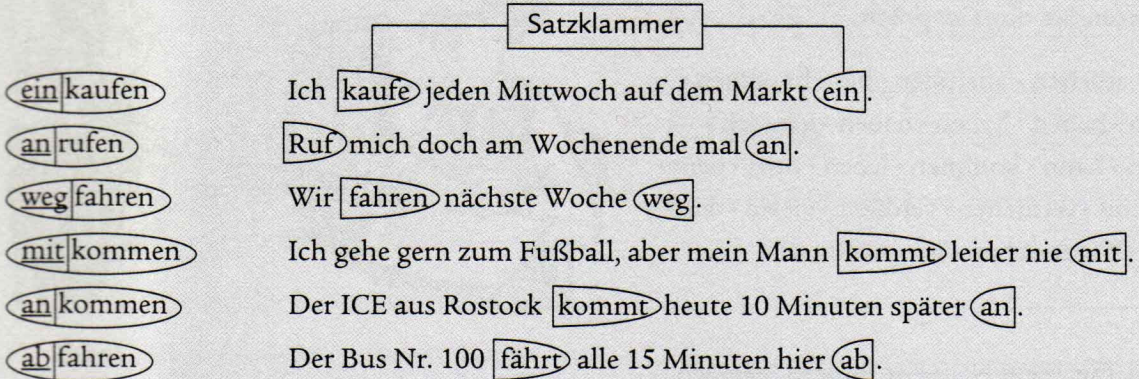 Satzklammer
einkaufen Ich kaufe jeden Mittwoch auf dem Markt ein.
anrufen Ruf mich doch am Wochenende mal an.
wegfahren Wir fahren nächste Woche weg.
mitkommen Ich gehe gern zum Fußball, aber mein Mann kommt leider nie mit.
ankommen Der ICE aus Rostock kommt heute 10 Minuten später an.
abfahren Der Bus Nr. 100 fährt alle 15 Minuten hier ab.